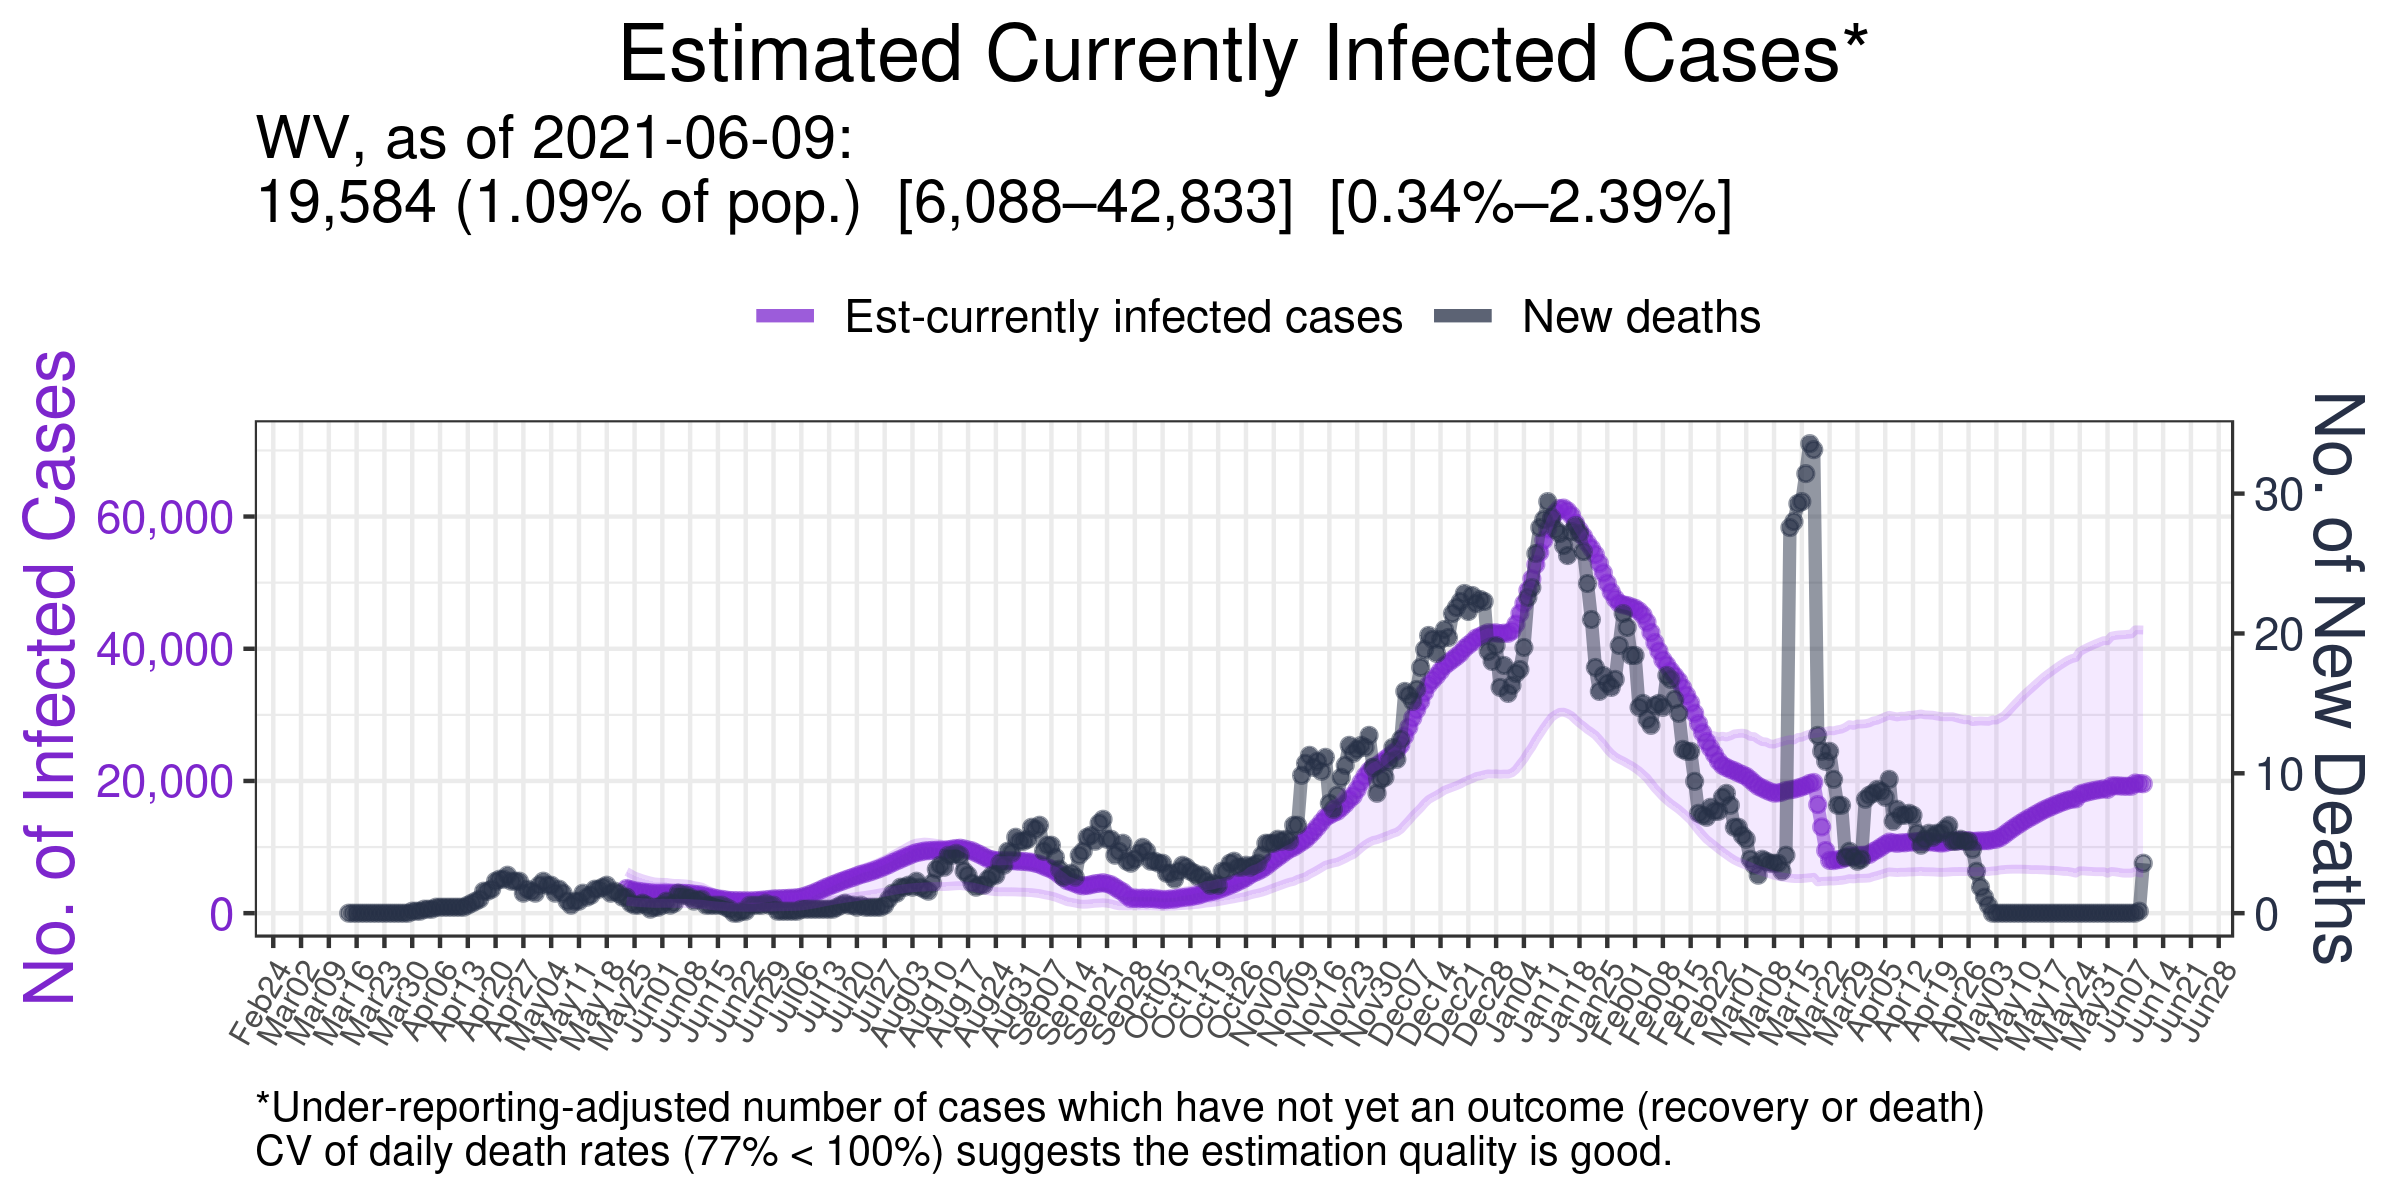 Estimated Currently Infected Cases*
WV, as of 2021-06-09:
19,584 (1.09% of pop.) [6,088–42,833] [0.34%–2.39%]
Est-currently infected cases
New deaths
No. of Infected Cases
60,000
40,000
20,000
0
30
20
10
0
No. of New Deaths
Feb24
Mar02
Mar09
Mar16
Mar23
Mar30
Apr06
Apr13
Apr20
Apr27
May04
May11
May18
May25
Jun01
Jun08
Jun15
Jun22
Jun29
Jul06
Jul13
Jul20
Jul27
Aug03
Aug10
Aug17
Aug24
Aug31
Sep07
Sep14
Sep21
Sep28
Oct05
Oct12
Oct19
Oct26
Nov02
Nov09
Nov16
Nov23
Nov30
Dec07
Dec14
Dec21
Dec28
Jan04
Jan11
Jan18
Jan25
Feb01
Feb08
Feb15
Feb22
Mar01
Mar08
Mar15
Mar22
Mar29
Apr05
Apr12
Apr19
Apr26
May03
May10
May17
May24
May31
Jun07
Jun14
Jun21
Jun28
*Under-reporting-adjusted number of cases which have not yet an outcome (recovery or death)
CV of daily death rates (77% < 100%) suggests the estimation quality is good.